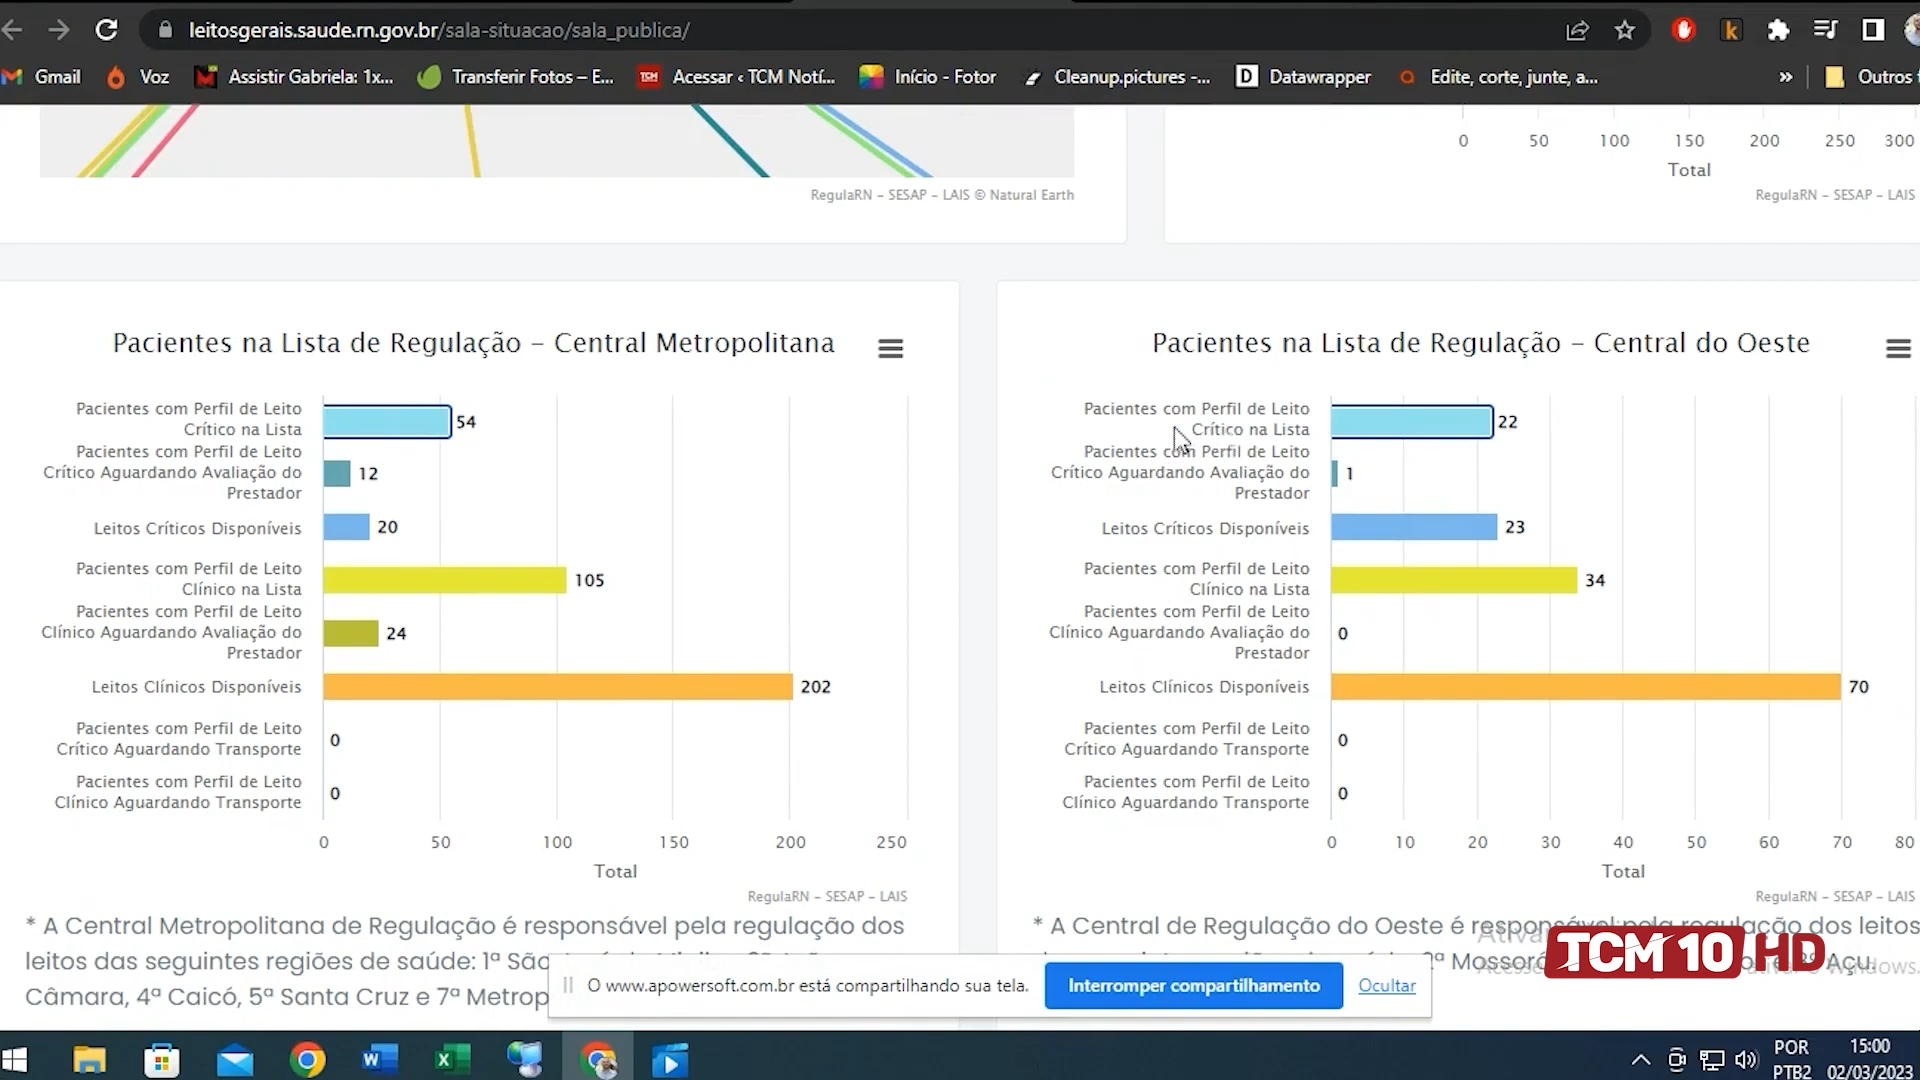 leitosgerais.saude.rn.gov.br/sala-situacao/sala_publica/
Gmail Voz Assistir Gabriela: 1x... Transferir Fotos – E... TCM Acessar ‹ TCM Notí... Início - Fotor Cleanup.pictures -... D Datawrapper Edite, corte, junte, a... » Outros
RegulaRN – SESAP – LAIS © Natural Earth
0 50 100 150 200 250 300
Total
RegulaRN – SESAP – LAIS
Pacientes na Lista de Regulação – Central Metropolitana
Pacientes com Perfil de Leito
Crítico na Lista
54
Pacientes com Perfil de Leito
Crítico Aguardando Avaliação do
Prestador
12
Leitos Críticos Disponíveis
20
Pacientes com Perfil de Leito
Clínico na Lista
105
Pacientes com Perfil de Leito
Clínico Aguardando Avaliação do
Prestador
24
Leitos Clínicos Disponíveis
202
Pacientes com Perfil de Leito
Crítico Aguardando Transporte
0
Pacientes com Perfil de Leito
Clínico Aguardando Transporte
0
0 50 100 150 200 250
Total
RegulaRN – SESAP – LAIS
* A Central Metropolitana de Regulação é responsável pela regulação dos
leitos das seguintes regiões de saúde: 1ª São
Câmara, 4ª Caicó, 5ª Santa Cruz e 7ª Metrop
Pacientes na Lista de Regulação – Central do Oeste
Pacientes com Perfil de Leito
Crítico na Lista
22
Pacientes com Perfil de Leito
Crítico Aguardando Avaliação do
Prestador
1
Leitos Críticos Disponíveis
23
Pacientes com Perfil de Leito
Clínico na Lista
34
Pacientes com Perfil de Leito
Clínico Aguardando Avaliação do
Prestador
0
Leitos Clínicos Disponíveis
70
Pacientes com Perfil de Leito
Crítico Aguardando Transporte
0
Pacientes com Perfil de Leito
Clínico Aguardando Transporte
0
0 10 20 30 40 50 60 70 80
Total
RegulaRN – SESAP – LAIS
* A Central de Regulação do Oeste é responsável pela regulação dos leitos
2ª Mossoró Açu.
TCM 10 HD
O www.apowersoft.com.br está compartilhando sua tela. Interromper compartilhamento Ocultar
POR
PTB2
15:00
02/03/2023